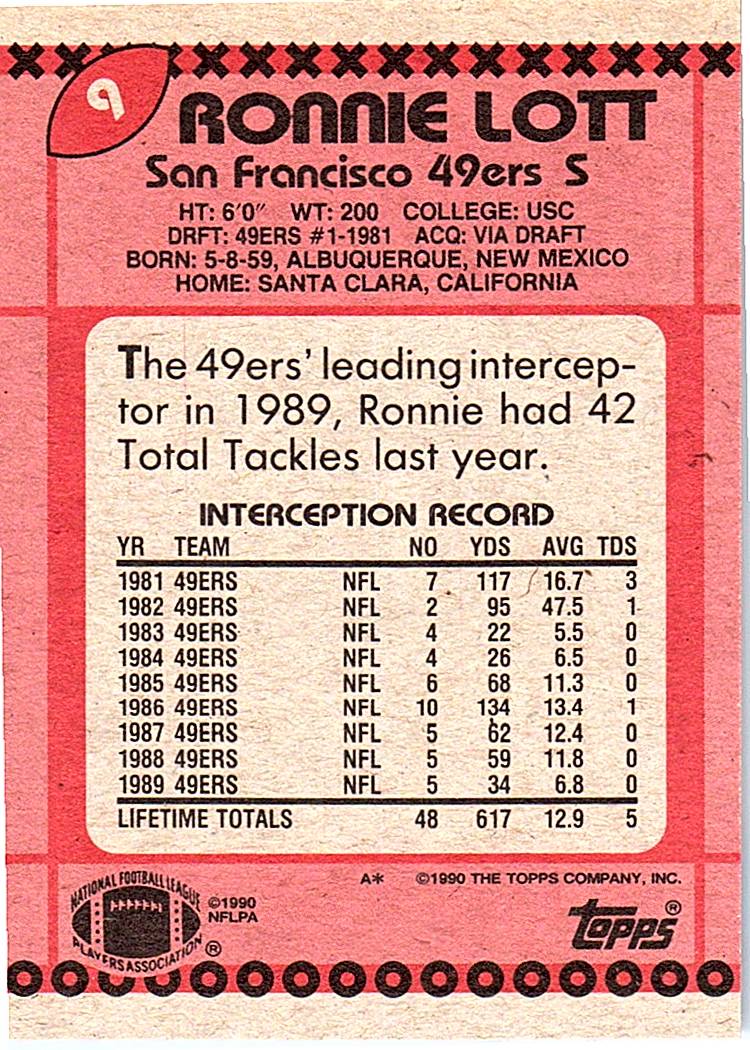 9
RONNIE LOTT
San Francisco 49ers S
HT: 6'0" WT: 200 COLLEGE: USC
DRFT: 49ERS #1-1981 ACQ: VIA DRAFT
BORN: 5-8-59, ALBUQUERQUE, NEW MEXICO
HOME: SANTA CLARA, CALIFORNIA
The 49ers' leading intercep-
tor in 1989, Ronnie had 42
Total Tackles last year.
INTERCEPTION RECORD
YR TEAM NO YDS AVG TDS
1981 49ERS NFL 7 117 16.7 3
1982 49ERS NFL 2 95 47.5 1
1983 49ERS NFL 4 22 5.5 0
1984 49ERS NFL 4 26 6.5 0
1985 49ERS NFL 6 68 11.3 0
1986 49ERS NFL 10 134 13.4 1
1987 49ERS NFL 5 62 12.4 0
1988 49ERS NFL 5 59 11.8 0
1989 49ERS NFL 5 34 6.8 0
LIFETIME TOTALS 48 617 12.9 5
A* ©1990 THE TOPPS COMPANY, INC.
NATIONAL FOOTBALL LEAGUE
PLAYERS ASSOCIATION ®
©1990
NFLPA
topps ®